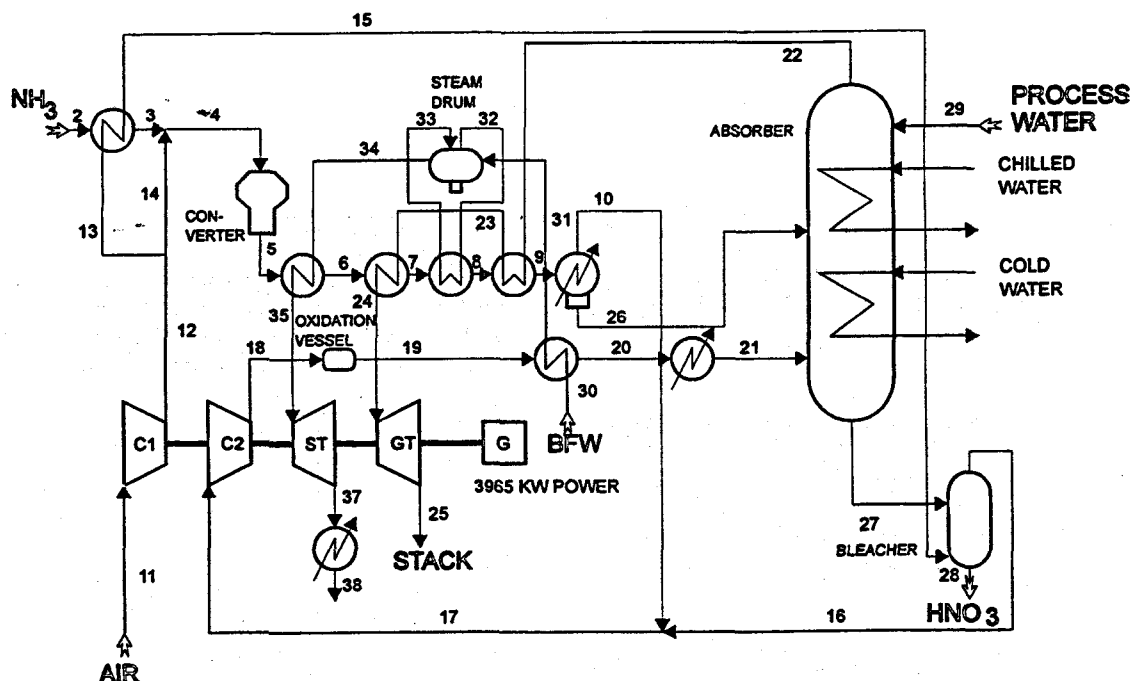 15
22
NH3
2
3
4
STEAM
DRUM
33
32
29
PROCESS
WATER
ABSORBER
34
CHILLED
WATER
14
23
31
10
13
CON-
VERTER
5
6
7
8
9
COLD
WATER
35
24
26
OXIDATION
VESSEL
12
18
19
20
21
30
C1
C2
ST
GT
G
BFW
3965 KW POWER
37
25
27
BLEACHER
STACK
38
28
11
17
16
HNO3
AIR